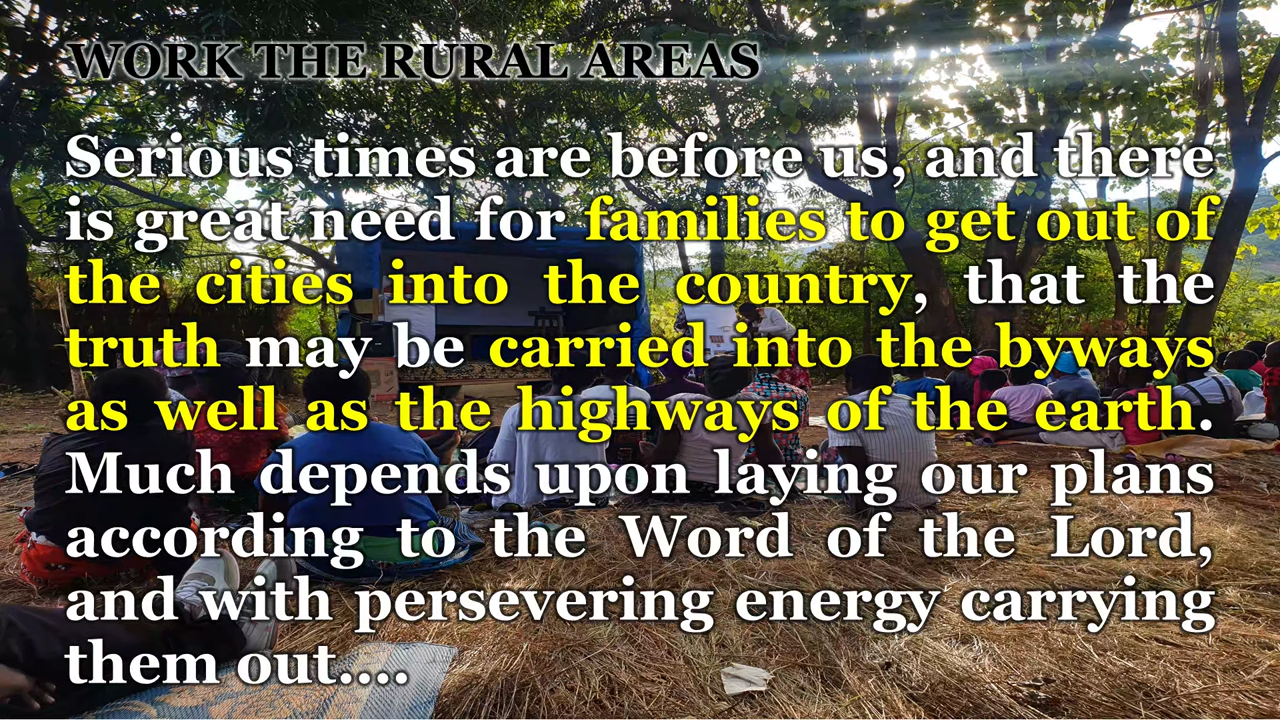 WORK THE RURAL AREAS
Serious times are before us, and there
is great need for families to get out of
the cities into the country, that the
truth may be carried into the byways
as well as the highways of the earth.
Much depends upon laying our plans
according to the Word of the Lord,
and with persevering energy carrying
them out....